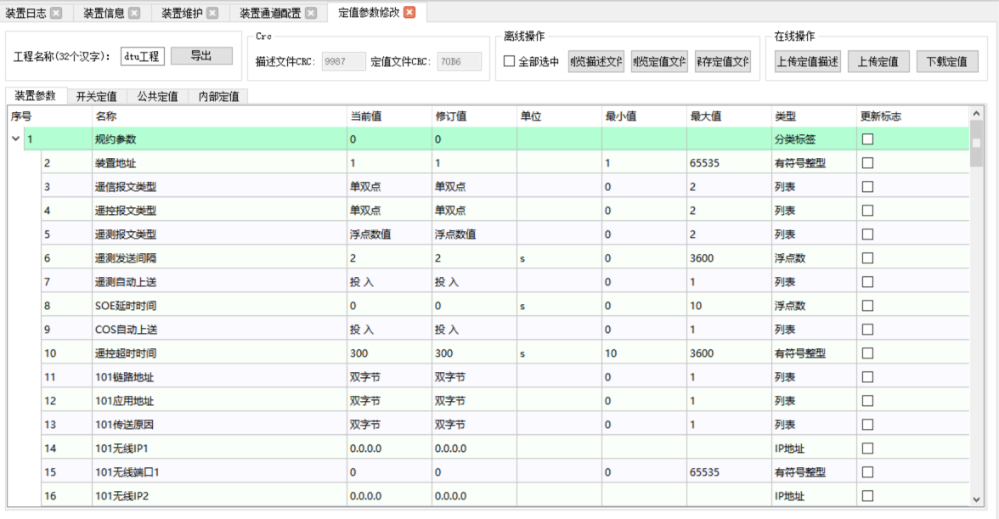 装置日志 装置信息 装置维护 装置通道配置 定值参数修改
Crc 离线操作 在线操作
工程名称(32个汉字): dtu工程 导出 描述文件CRC: 9987 定值文件CRC: 70B6 全部选中 浏览描述文件 浏览定值文件 保存定值文件 上传定值描述 上传定值 下载定值
装置参数 开关定值 公共定值 内部定值
序号 名称 当前值 修订值 单位 最小值 最大值 类型 更新标志
1 规约参数 0 0 分类标签
2 装置地址 1 1 1 65535 有符号整型
3 遥信报文类型 单双点 单双点 0 2 列表
4 遥控报文类型 单双点 单双点 0 2 列表
5 遥测报文类型 浮点数值 浮点数值 0 2 列表
6 遥测发送间隔 2 2 s 0 3600 浮点数
7 遥测自动上送 投 入 投 入 0 1 列表
8 SOE延时时间 0 0 s 0 10 浮点数
9 COS自动上送 投 入 投 入 0 1 列表
10 遥控超时时间 300 300 s 10 3600 有符号整型
11 101链路地址 双字节 双字节 0 1 列表
12 101应用地址 双字节 双字节 0 1 列表
13 101传送原因 双字节 双字节 0 1 列表
14 101无线IP1 0.0.0.0 0.0.0.0 IP地址
15 101无线端口1 0 0 0 65535 有符号整型
16 101无线IP2 0.0.0.0 0.0.0.0 IP地址